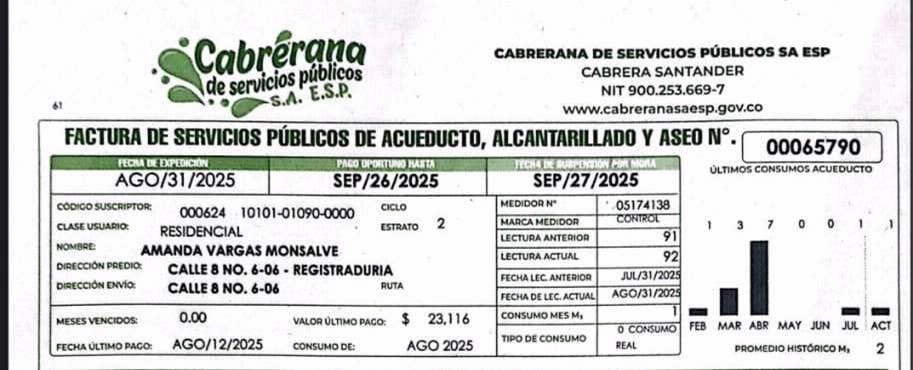 Cabrérana
de servicios públicos
S.A. E.S.P.
CABRERANA DE SERVICIOS PÚBLICOS SA ESP
CABRERA SANTANDER
NIT 900.253.669-7
www.cabreranasaesp.gov.co
61
FACTURA DE SERVICIOS PÚBLICOS DE ACUEDUCTO, ALCANTARILLADO Y ASEO Nº. 00065790
FECHA DE EXPEDICIÓN PAGO OPORTUNO HASTA FECHA DE SUSPENSIÓN POR MORA
AGO/31/2025 SEP/26/2025 SEP/27/2025
CÓDIGO SUSCRIPTOR: 000624 10101-01090-0000 CICLO
CLASE USUARIO: RESIDENCIAL ESTRATO 2
NOMBRE: AMANDA VARGAS MONSALVE
DIRECCIÓN PREDIO: CALLE 8 NO. 6-06 - REGISTRADURIA
DIRECCIÓN ENVÍO: CALLE 8 NO. 6-06 RUTA
MESES VENCIDOS: 0.00 VALOR ÚLTIMO PAGO: $ 23,116
FECHA ÚLTIMO PAGO: AGO/12/2025 CONSUMO DE: AGO 2025
MEDIDOR Nº 05174138
MARCA MEDIDOR CONTROL
LECTURA ANTERIOR 91
LECTURA ACTUAL 92
FECHA LEC. ANTERIOR JUL/31/2025
FECHA DE LEC. ACTUAL AGO/31/2025
CONSUMO MES M₃ 1
TIPO DE CONSUMO 0 CONSUMO
REAL
ÚLTIMOS CONSUMOS ACUEDUCTO
1 3 7 0 0 1 1
FEB MAR ABR MAY JUN JUL ACT
PROMEDIO HISTÓRICO M₃ 2